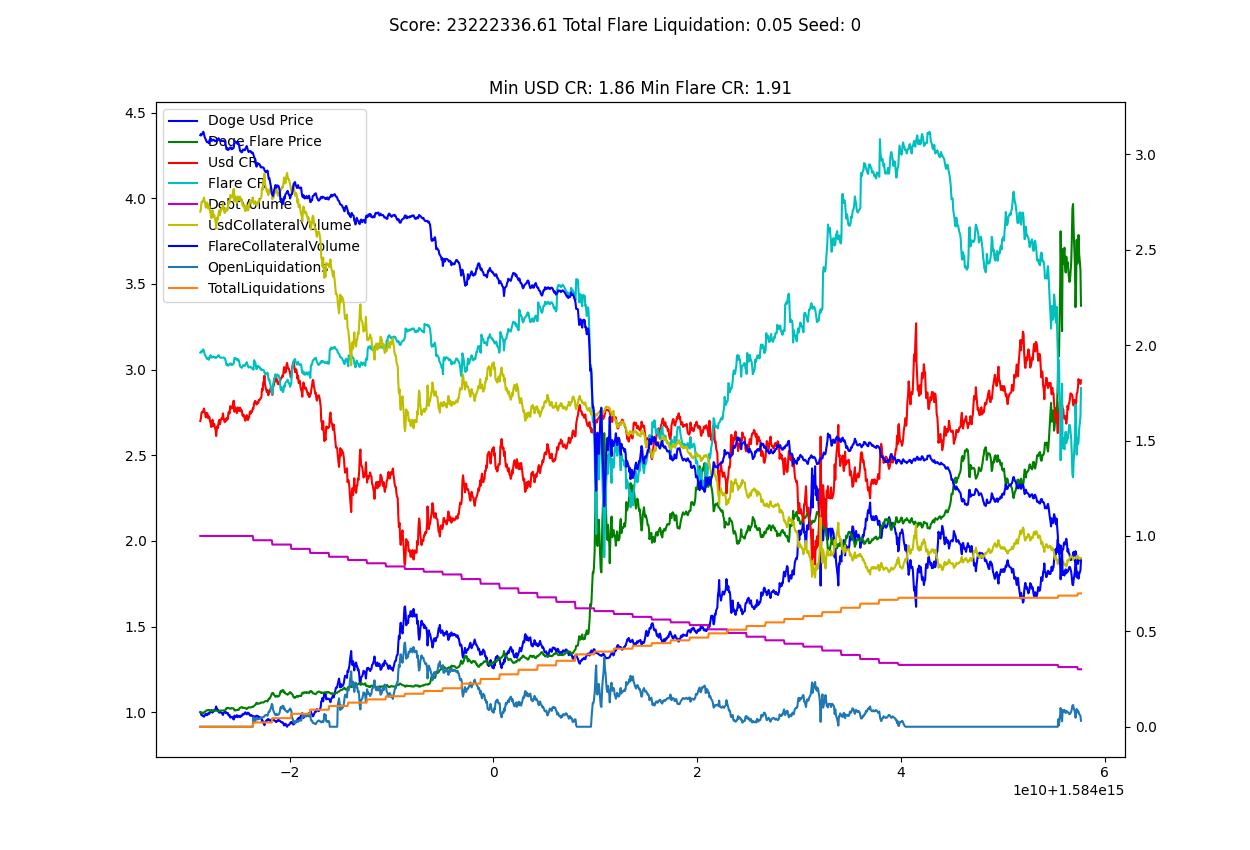 Score: 23222336.61 Total Flare Liquidation: 0.05 Seed: 0
Min USD CR: 1.86 Min Flare CR: 1.91
Doge Usd Price
Doge Flare Price
Usd CR
Flare CR
Debt Volume
UsdCollateralVolume
FlareCollateralVolume
OpenLiquidations
TotalLiquidations
4.5
4.0
3.5
3.0
2.5
2.0
1.5
1.0
3.0
2.5
2.0
1.5
1.0
0.5
0.0
−2
0
2
4
6
1e10+1.584e15